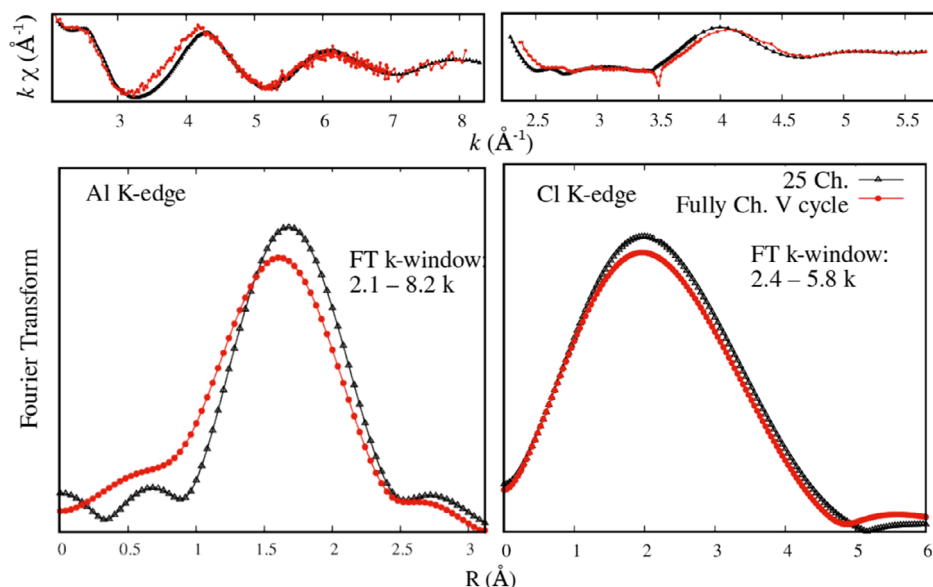 k χ (Å⁻¹)
3 4 5 6 7 8
2.5 3 3.5 4 4.5 5 5.5
k (Å⁻¹)
Al K-edge
FT k-window:
2.1 – 8.2 k
Cl K-edge
25 Ch.
Fully Ch. V cycle
FT k-window:
2.4 – 5.8 k
Fourier Transform
0 0.5 1 1.5 2 2.5 3
0 1 2 3 4 5 6
R (Å)